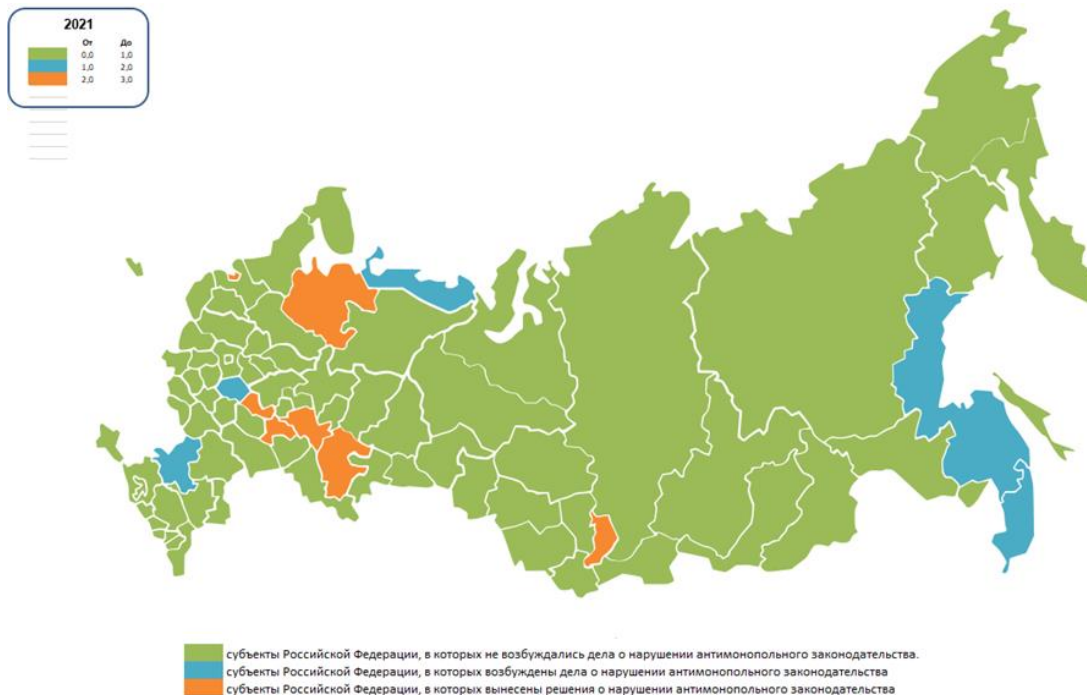 2021
От До
0,0 1,0
1,0 2,0
2,0 3,0
субъекты Российской Федерации, в которых не возбуждались дела о нарушении антимонопольного законодательства.
субъекты Российской Федерации, в которых возбуждены дела о нарушении антимонопольного законодательства
субъекты Российской Федерации, в которых вынесены решения о нарушении антимонопольного законодательства